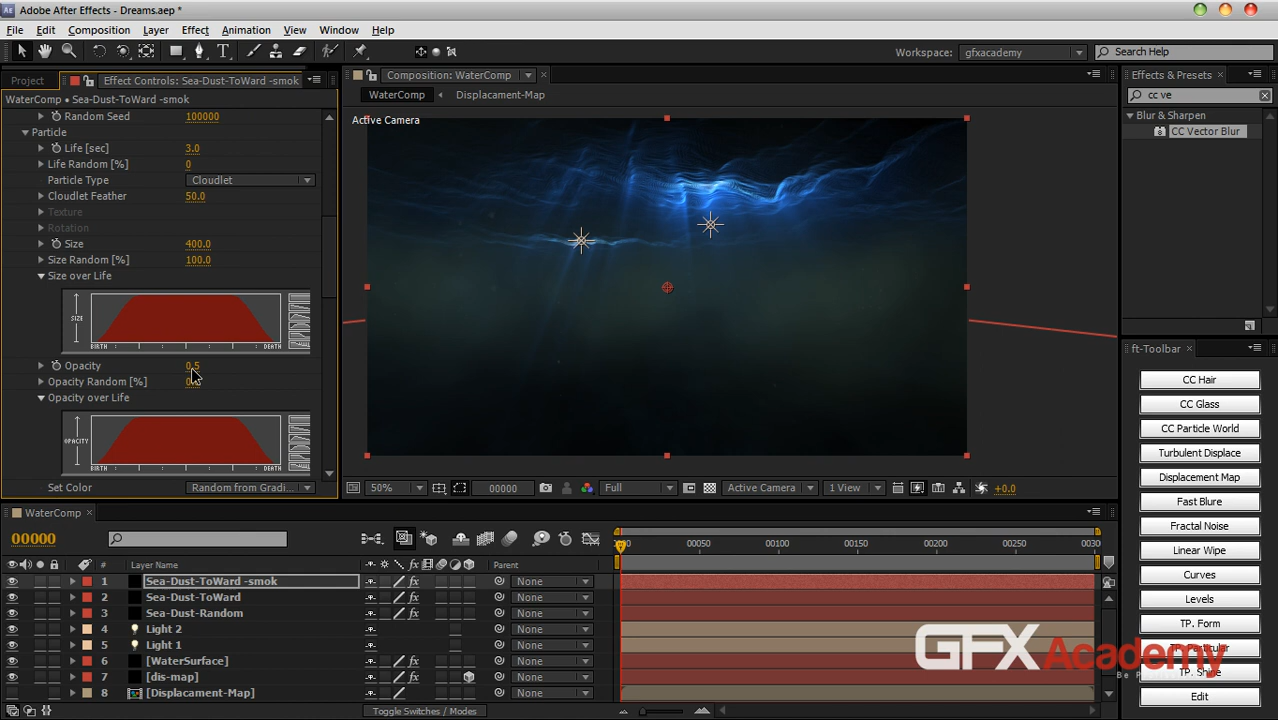 Adobe After Effects - Dreams.aep *
File Edit Composition Layer Effect Animation View Window Help
Workspace: gfxacademy Search Help
Project Effect Controls: Sea-Dust-ToWard -smok
Composition: WaterComp
Effects & Presets
WaterComp • Sea-Dust-ToWard -smok
WaterComp Displacement-Map
cc ve
Random Seed 100000
Active Camera
Blur & Sharpen
Particle
CC Vector Blur
Life [sec] 3.0
Life Random [%] 0
Particle Type Cloudlet
Cloudlet Feather 50.0
Texture
Rotation
Size 400.0
Size Random [%] 100.0
Size over Life
SIZE
BIRTH DEATH
Opacity 0.5
Opacity Random [%]
Opacity over Life
OPACITY
BIRTH DEATH
Set Color Random from Gradi...
50% 00000 Full Active Camera 1 View +0.0
ft-Toolbar
CC Hair
CC Glass
CC Particle World
Turbulent Displace
Displacement Map
Fast Blure
Fractal Noise
Linear Wipe
Curves
Levels
TP. Form
TP. Particular
TP. Shine
Edit
WaterComp
00000
00050 00100 00150 00200 00250 0030
# Layer Name Parent
1 Sea-Dust-ToWard -smok None
2 Sea-Dust-ToWard None
3 Sea-Dust-Random None
4 Light 2 None
5 Light 1 None
6 [WaterSurface] None
7 [dis-map] None
8 [Displacament-Map] None
Toggle Switches / Modes
GFX Academy